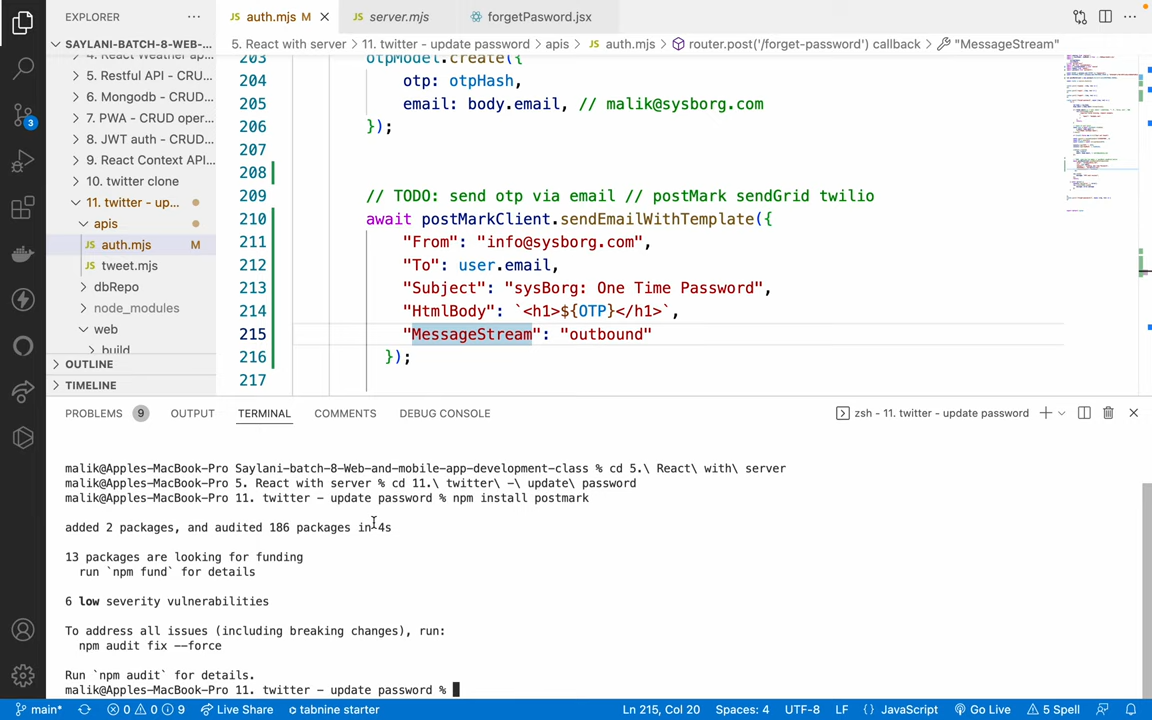 EXPLORER
auth.mjs M
server.mjs
forgetPasword.jsx
SAYLANI-BATCH-8-WEB-...
5. React with server > 11. twitter - update password > apis > JS auth.mjs > router.post('/forget-password') callback > "MessageStream"
4. React Weather ap...
5. Restful API - CRU...
6. Mongodb - CRUD...
7. PWA - CRUD oper...
8. JWT auth - CRUD...
9. React Context API...
10. twitter clone
11. twitter - up...
apis
JS auth.mjs M
JS tweet.mjs
dbRepo
node_modules
web
build
OUTLINE
TIMELINE
203 otpModel.create({
204 otp: otpHash,
205 email: body.email, // malik@sysborg.com
206 });
207
208
209 // TODO: send otp via email // postMark sendGrid twilio
210 await postMarkClient.sendEmailWithTemplate({
211 "From": "info@sysborg.com",
212 "To": user.email,
213 "Subject": "sysBorg: One Time Password",
214 "HtmlBody": `<h1>${OTP}</h1>`,
215 "MessageStream": "outbound"
216 });
217
PROBLEMS 9 OUTPUT TERMINAL COMMENTS DEBUG CONSOLE
zsh - 11. twitter - update password
malik@Apples-MacBook-Pro Saylani-batch-8-Web-and-mobile-app-development-class % cd 5.\ React\ with\ server
malik@Apples-MacBook-Pro 5. React with server % cd 11.\ twitter\ -\ update\ password
malik@Apples-MacBook-Pro 11. twitter - update password % npm install postmark
added 2 packages, and audited 186 packages in 4s
13 packages are looking for funding
run `npm fund` for details
6 low severity vulnerabilities
To address all issues (including breaking changes), run:
npm audit fix --force
Run `npm audit` for details.
malik@Apples-MacBook-Pro 11. twitter - update password %
main* 0 0 9 Live Share tabnine starter
Ln 215, Col 20 Spaces: 4 UTF-8 LF {} JavaScript Go Live 5 Spell